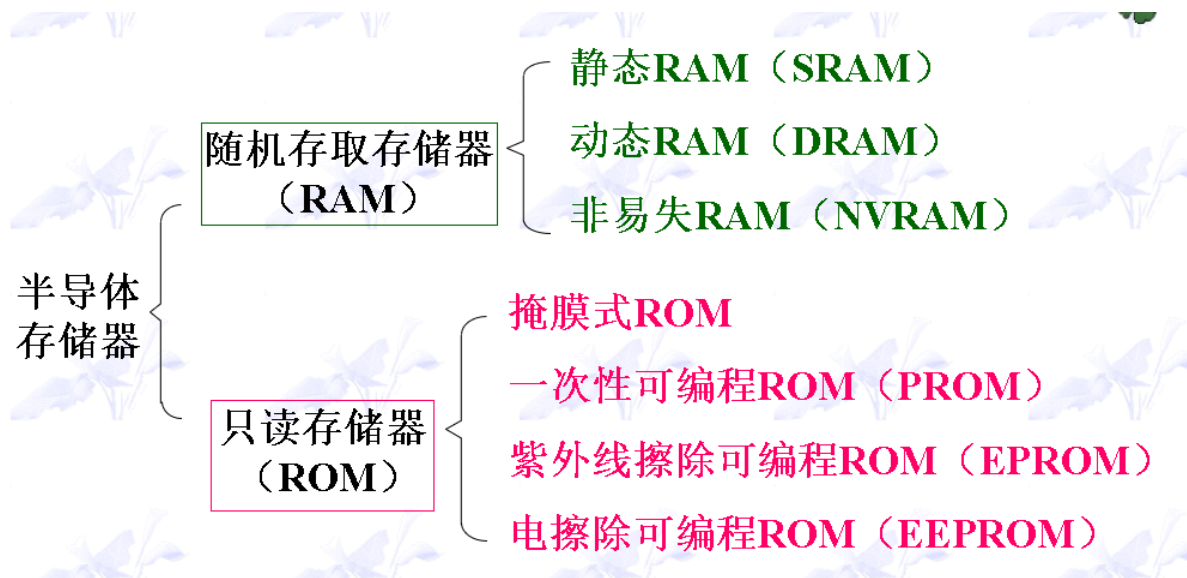 半导体
存储器
随机存取存储器
（RAM）
静态RAM（SRAM）
动态RAM（DRAM）
非易失RAM（NVRAM）
只读存储器
（ROM）
掩膜式ROM
一次性可编程ROM（PROM）
紫外线擦除可编程ROM（EPROM）
电擦除可编程ROM（EEPROM）